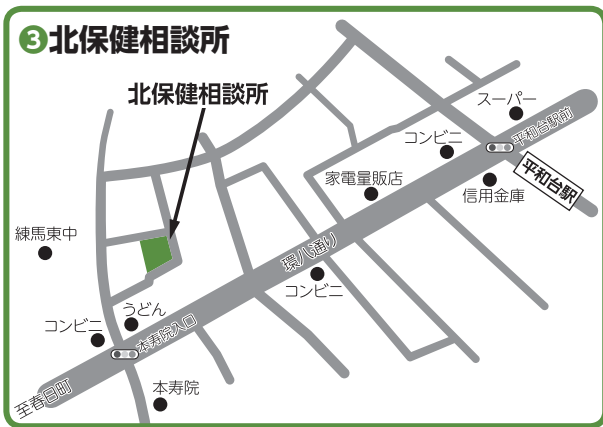 ❸北保健相談所
北保健相談所
スーパー
平和台駅前
コンビニ
平和台駅
家電量販店
信用金庫
練馬東中
環八通り
コンビニ
うどん
コンビニ
本寿院入口
本寿院
至春日町